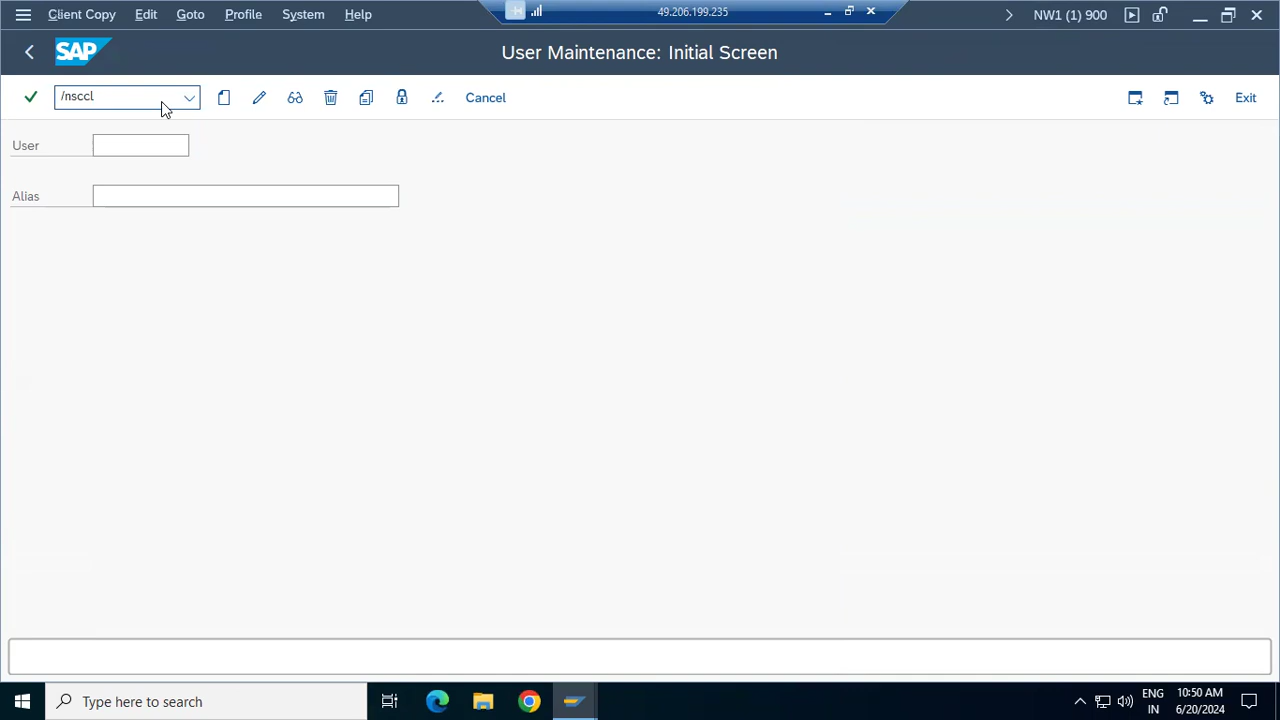 Client Copy Edit Goto Profile System Help
49.206.199.235
NW1 (1) 900
SAP
User Maintenance: Initial Screen
/nsccl
Cancel
Exit
User
Alias
Type here to search
ENG
IN
10:50 AM
6/20/2024